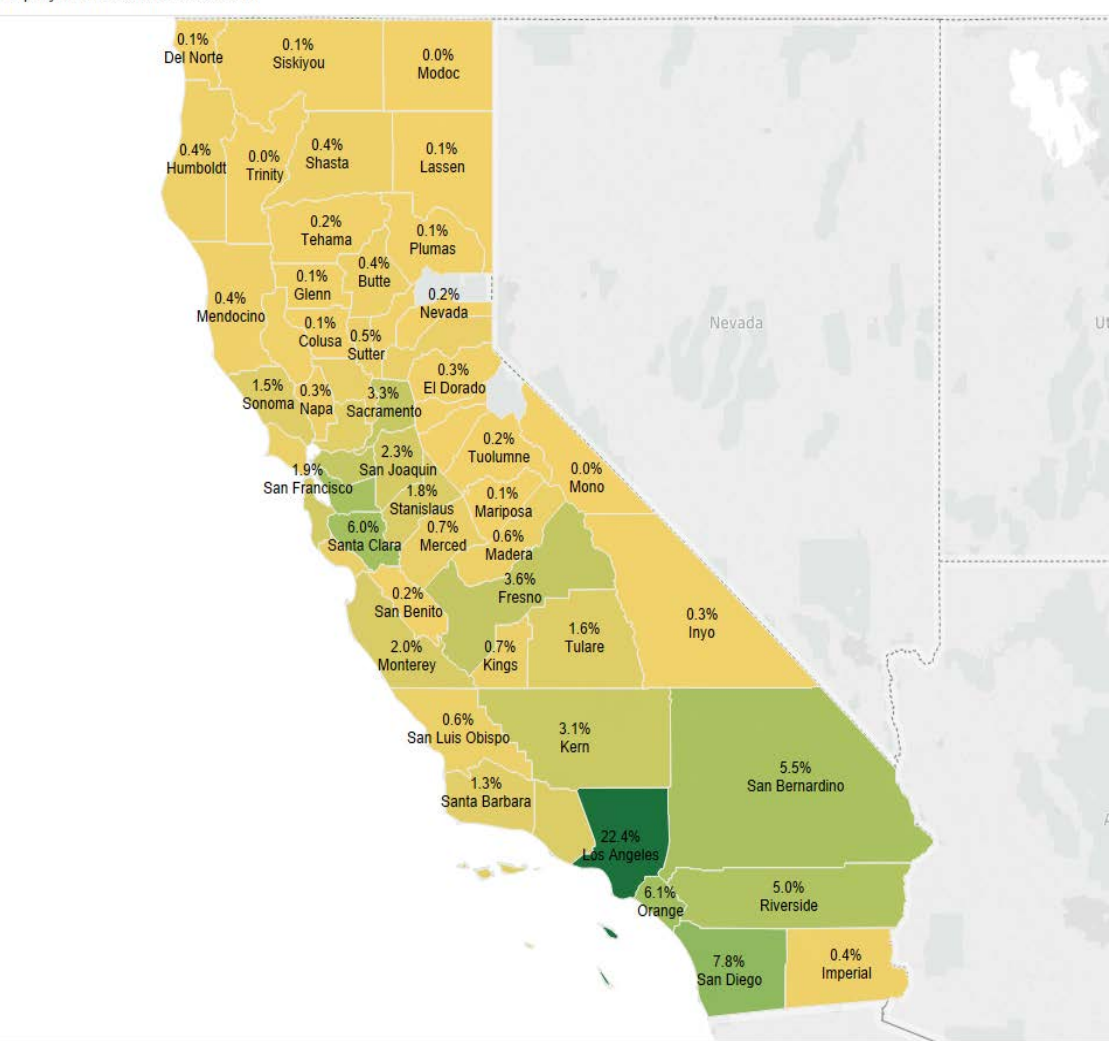 0.1%
Del Norte
0.1%
Siskiyou
0.0%
Modoc
0.4%
Humboldt
0.0%
Trinity
0.4%
Shasta
0.1%
Lassen
0.2%
Tehama
0.1%
Plumas
0.4%
Butte
0.1%
Glenn
0.4%
Mendocino
0.2%
Nevada
0.1%
Colusa
0.5%
Sutter
Nevada
1.5%
Sonoma
0.3%
Napa
3.3%
Sacramento
0.3%
El Dorado
2.3%
San Joaquin
0.2%
Tuolumne
0.0%
Mono
1.9%
San Francisco
1.8%
Stanislaus
0.1%
Mariposa
6.0%
Santa Clara
0.7%
Merced
0.6%
Madera
0.2%
San Benito
3.6%
Fresno
0.3%
Inyo
2.0%
Monterey
0.7%
Kings
1.6%
Tulare
0.6%
San Luis Obispo
3.1%
Kern
5.5%
San Bernardino
1.3%
Santa Barbara
22.4%
Los Angeles
6.1%
Orange
5.0%
Riverside
7.8%
San Diego
0.4%
Imperial